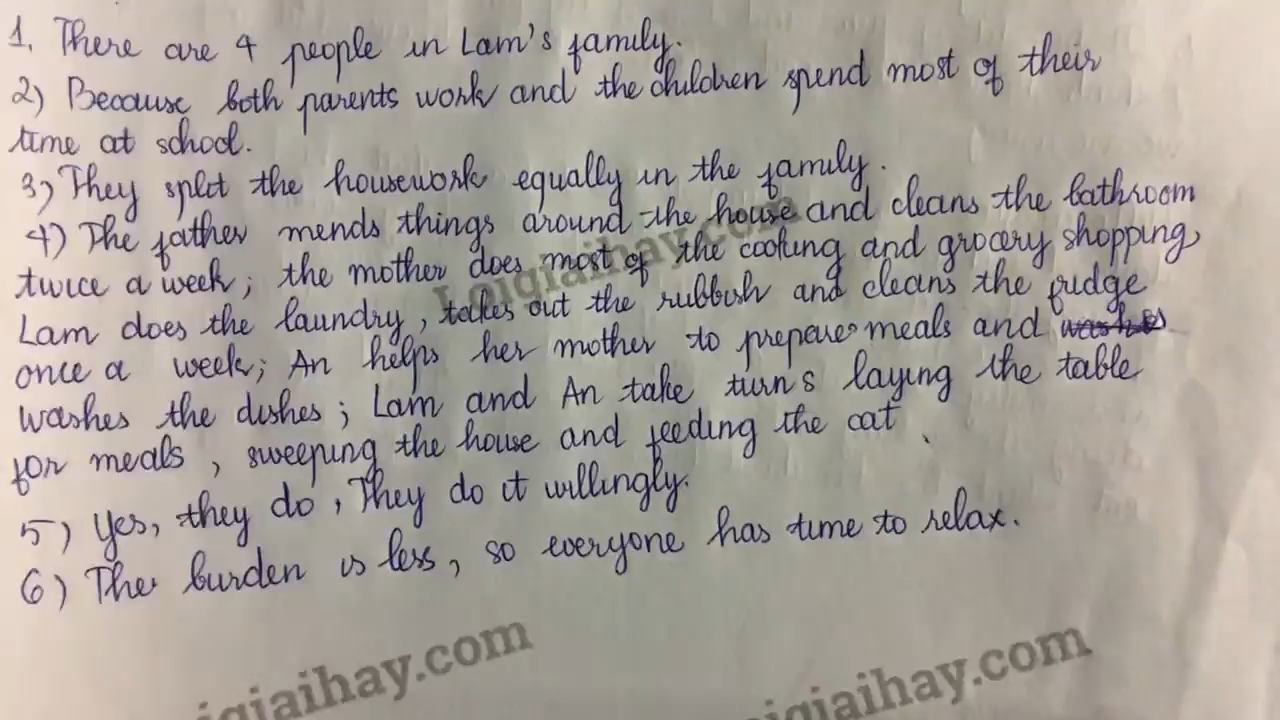 1. There are 4 people in Lam's family.
2) Because both parents work and the children spend most of their
time at school.
3) They split the housework equally in the family.
4) The father mends things around the house and cleans the bathroom
twice a week; the mother does most of the cooking and grocery shopping,
Lam does the laundry, takes out the rubbish and cleans the fridge
once a week; An helps her mother to prepare meals and washes
washes the dishes; Lam and An take turns laying the table
for meals, sweeping the house and feeding the cat.
5) Yes, they do, They do it willingly.
6) The burden is less, so everyone has time to relax.
Loigiaihay.com
oigiaihay.com
oigiaihay.com